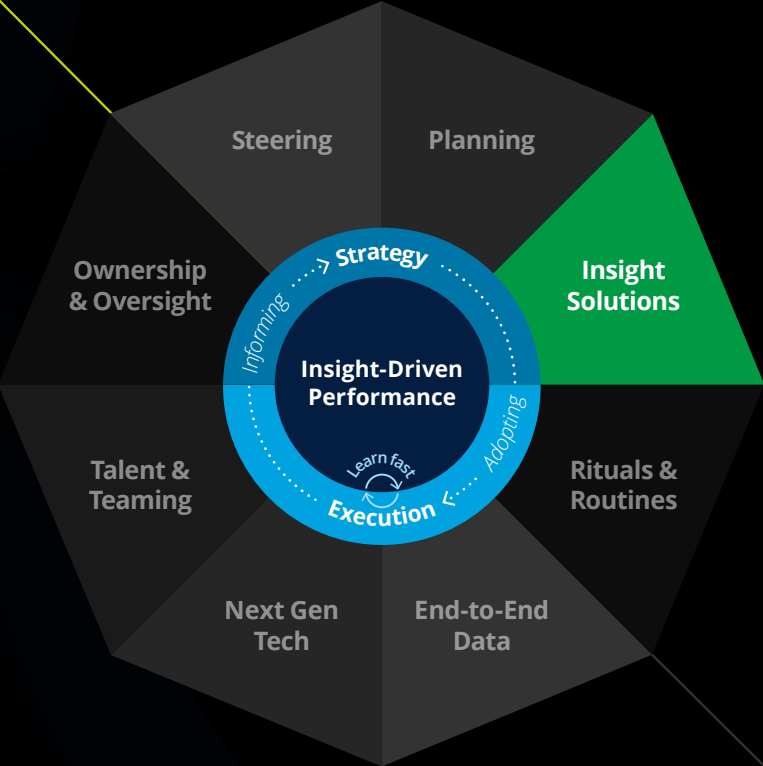 Steering
Planning
Ownership
& Oversight
Insight
Solutions
Strategy
Informing
Insight-Driven
Performance
Adopting
Learn fast
Execution
Talent &
Teaming
Rituals &
Routines
Next Gen
Tech
End-to-End
Data